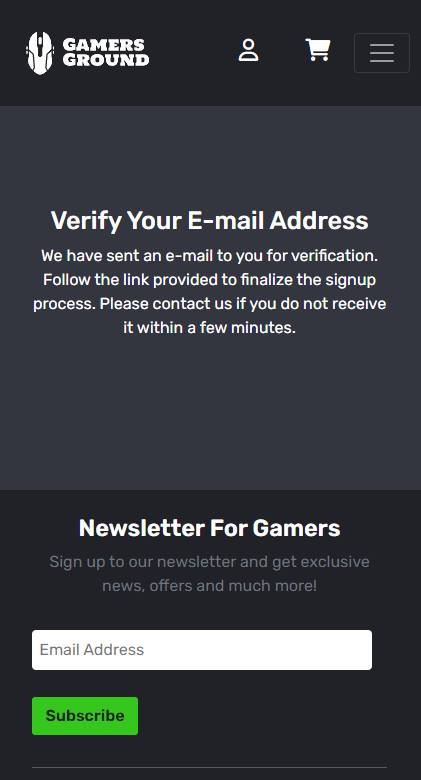 GAMERS
GROUND
Verify Your E-mail Address
We have sent an e-mail to you for verification.
Follow the link provided to finalize the signup
process. Please contact us if you do not receive
it within a few minutes.
Newsletter For Gamers
Sign up to our newsletter and get exclusive
news, offers and much more!
Email Address
Subscribe